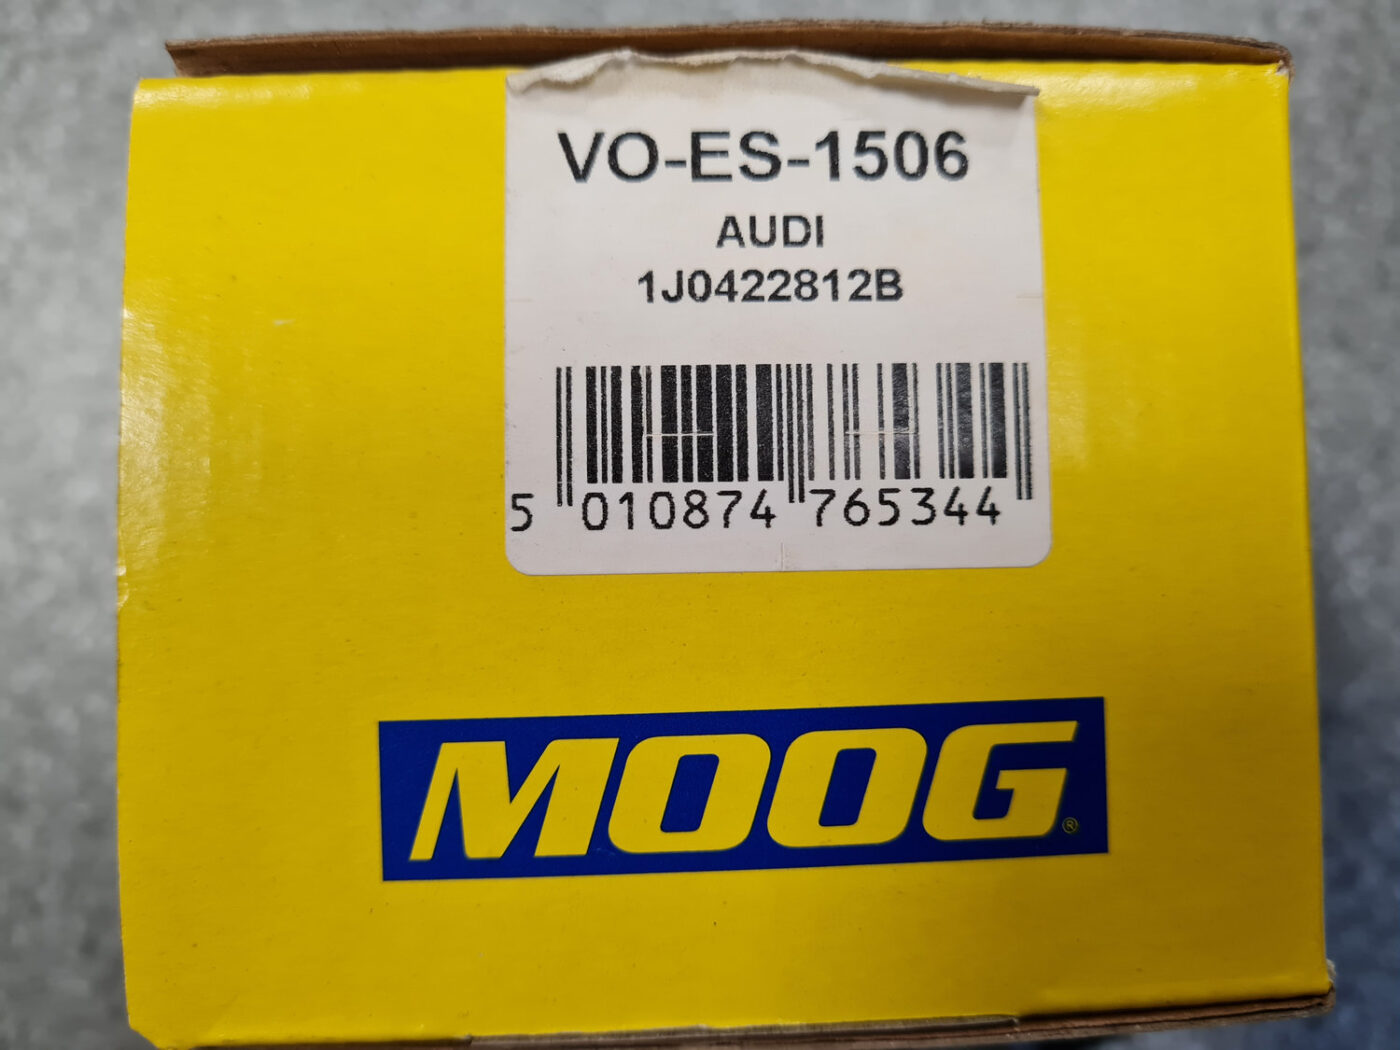 VO-ES-1506
AUDI
1J0422812B
5 010874 765344
MOOG®